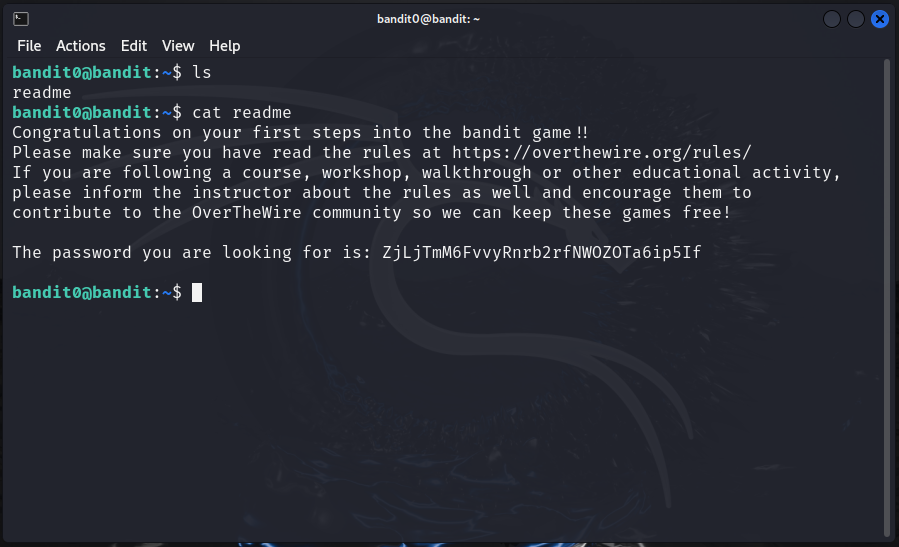 bandit0@bandit: ~
File Actions Edit View Help
bandit0@bandit:~$ ls
readme
bandit0@bandit:~$ cat readme
Congratulations on your first steps into the bandit game!!
Please make sure you have read the rules at https://overthewire.org/rules/
If you are following a course, workshop, walkthrough or other educational activity,
please inform the instructor about the rules as well and encourage them to
contribute to the OverTheWire community so we can keep these games free!
The password you are looking for is: ZjLjTmM6FvvyRnrb2rfNWOZOTa6ip5If
bandit0@bandit:~$